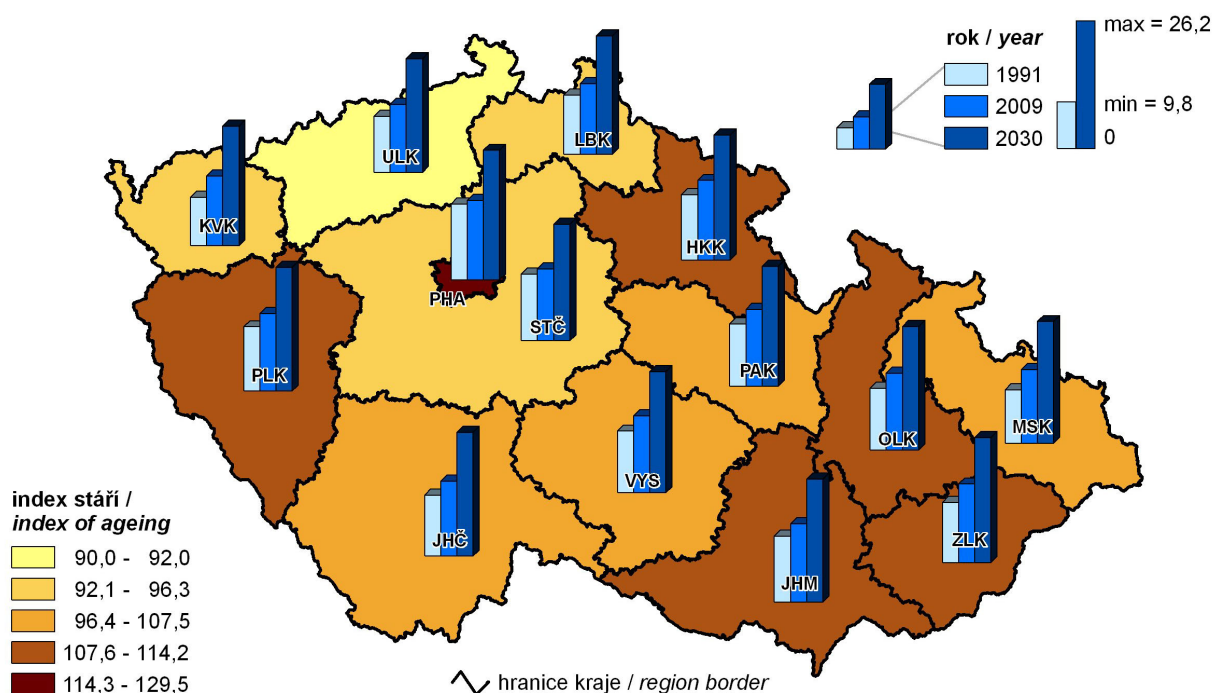 rok / year
1991
2009
2030
max = 26,2
min = 9,8
0
ULK
LBK
KVK
HKK
PHA
STČ
PLK
PAK
OLK
MSK
VYS
JHČ
ZLK
JHM
index stáří /
index of ageing
90,0 - 92,0
92,1 - 96,3
96,4 - 107,5
107,6 - 114,2
114,3 - 129,5
hranice kraje / region border